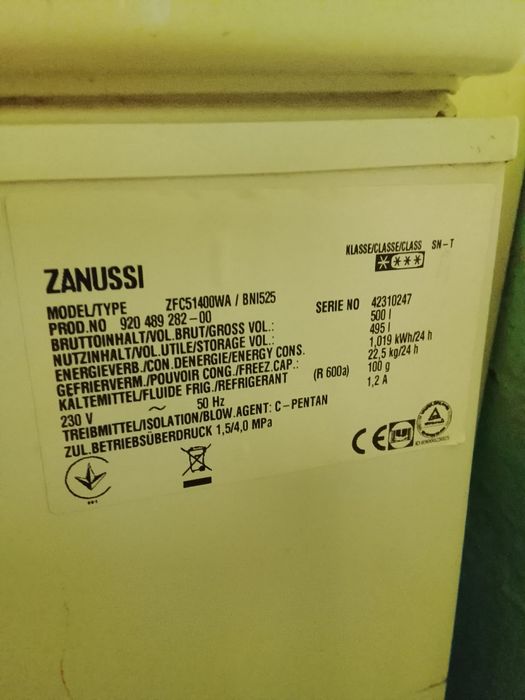 KLASSE/CLASSE/CLASS SN-T
ZANUSSI
MODEL/TYPE ZFC51400WA / BNI525
PROD.NO 920 489 282-00 SERIE NO 42310247
BRUTTOINHALT/VOL.BRUT/GROSS VOL.: 500 l
NUTZINHALT/VOL.UTILE/STORAGE VOL.: 495 l
ENERGIEVERB./CON.DENERGIE/ENERGY CONS. 1,019 kWh/24 h
GEFRIERVERM./POUVOIR CONG./FREEZ.CAP.: 22,5 kg/24 h
KALTEMITTEL/FLUIDE FRIG./REFRIGERANT (R 600a) 100 g
230 V ~ 50 Hz 1,2 A
TREIBMITTEL/ISOLATION/BLOW.AGENT: C-PENTAN
ZUL.BETRIEBSÜBERDRUCK 1,5/4,0 MPa
CE